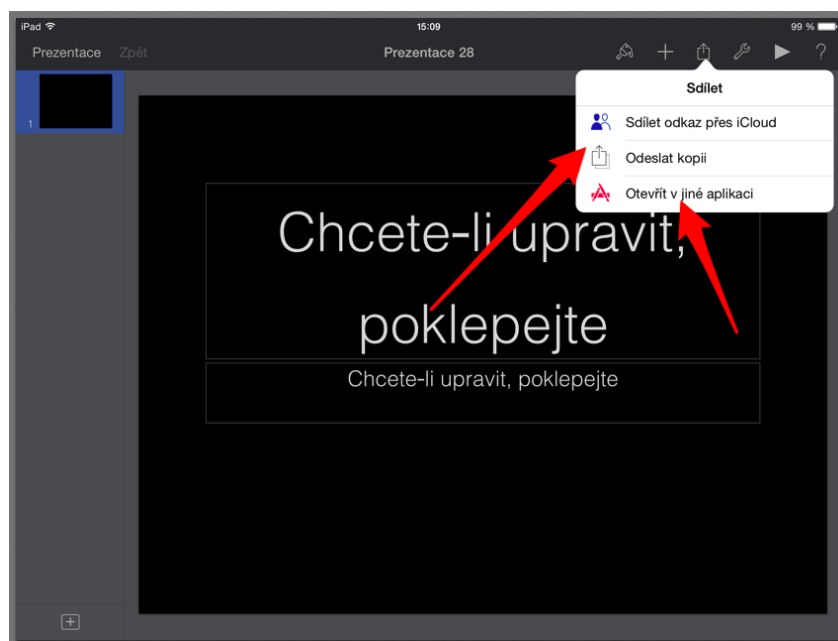 iPad 15:09 99 %
Prezentace Zpět Prezentace 28 ?
Sdílet
Sdílet odkaz přes iCloud
Odeslat kopii
Otevřít v jiné aplikaci
1
Chcete-li upravit,
poklepejte
Chcete-li upravit, poklepejte